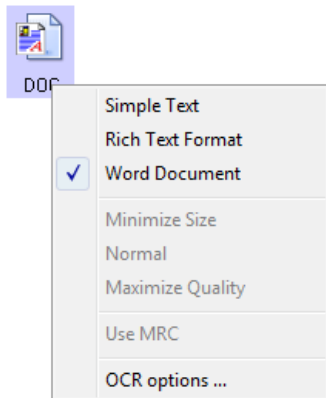 DOC
Simple Text
Rich Text Format
Word Document
Minimize Size
Normal
Maximize Quality
Use MRC
OCR options ...